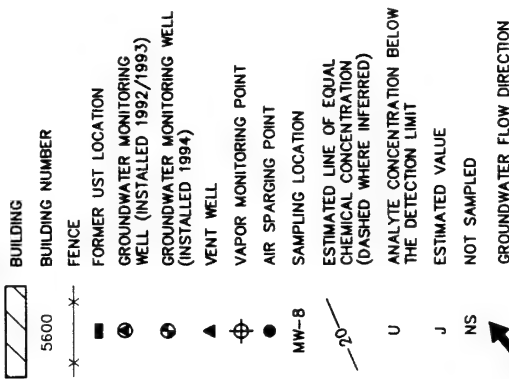 BUILDING
5600 BUILDING NUMBER
FENCE
FORMER UST LOCATION
GROUNDWATER MONITORING
WELL (INSTALLED 1992/1993)
GROUNDWATER MONITORING WELL
(INSTALLED 1994)
VENT WELL
VAPOR MONITORING POINT
AIR SPARGING POINT
MW-8 SAMPLING LOCATION
ESTIMATED LINE OF EQUAL
20 CHEMICAL CONCENTRATION
(DASHED WHERE INFERRED)
U ANALYTE CONCENTRATION BELOW
THE DETECTION LIMIT
J ESTIMATED VALUE
NS NOT SAMPLED
GROUNDWATER FLOW DIRECTION